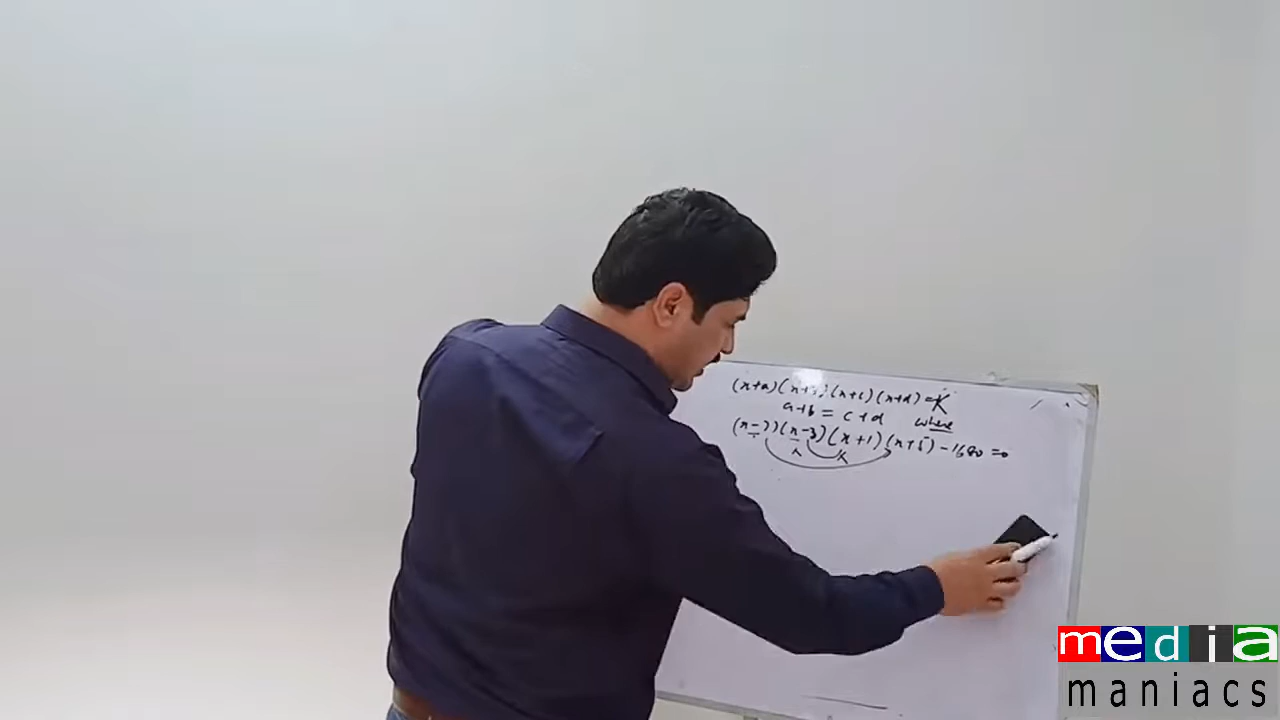 (x+a)(x+b)(x+c)(x+d)=K
a+b = c+d where
(x-7)(x-3)(x+1)(x+5)-1680=0
media
maniacs